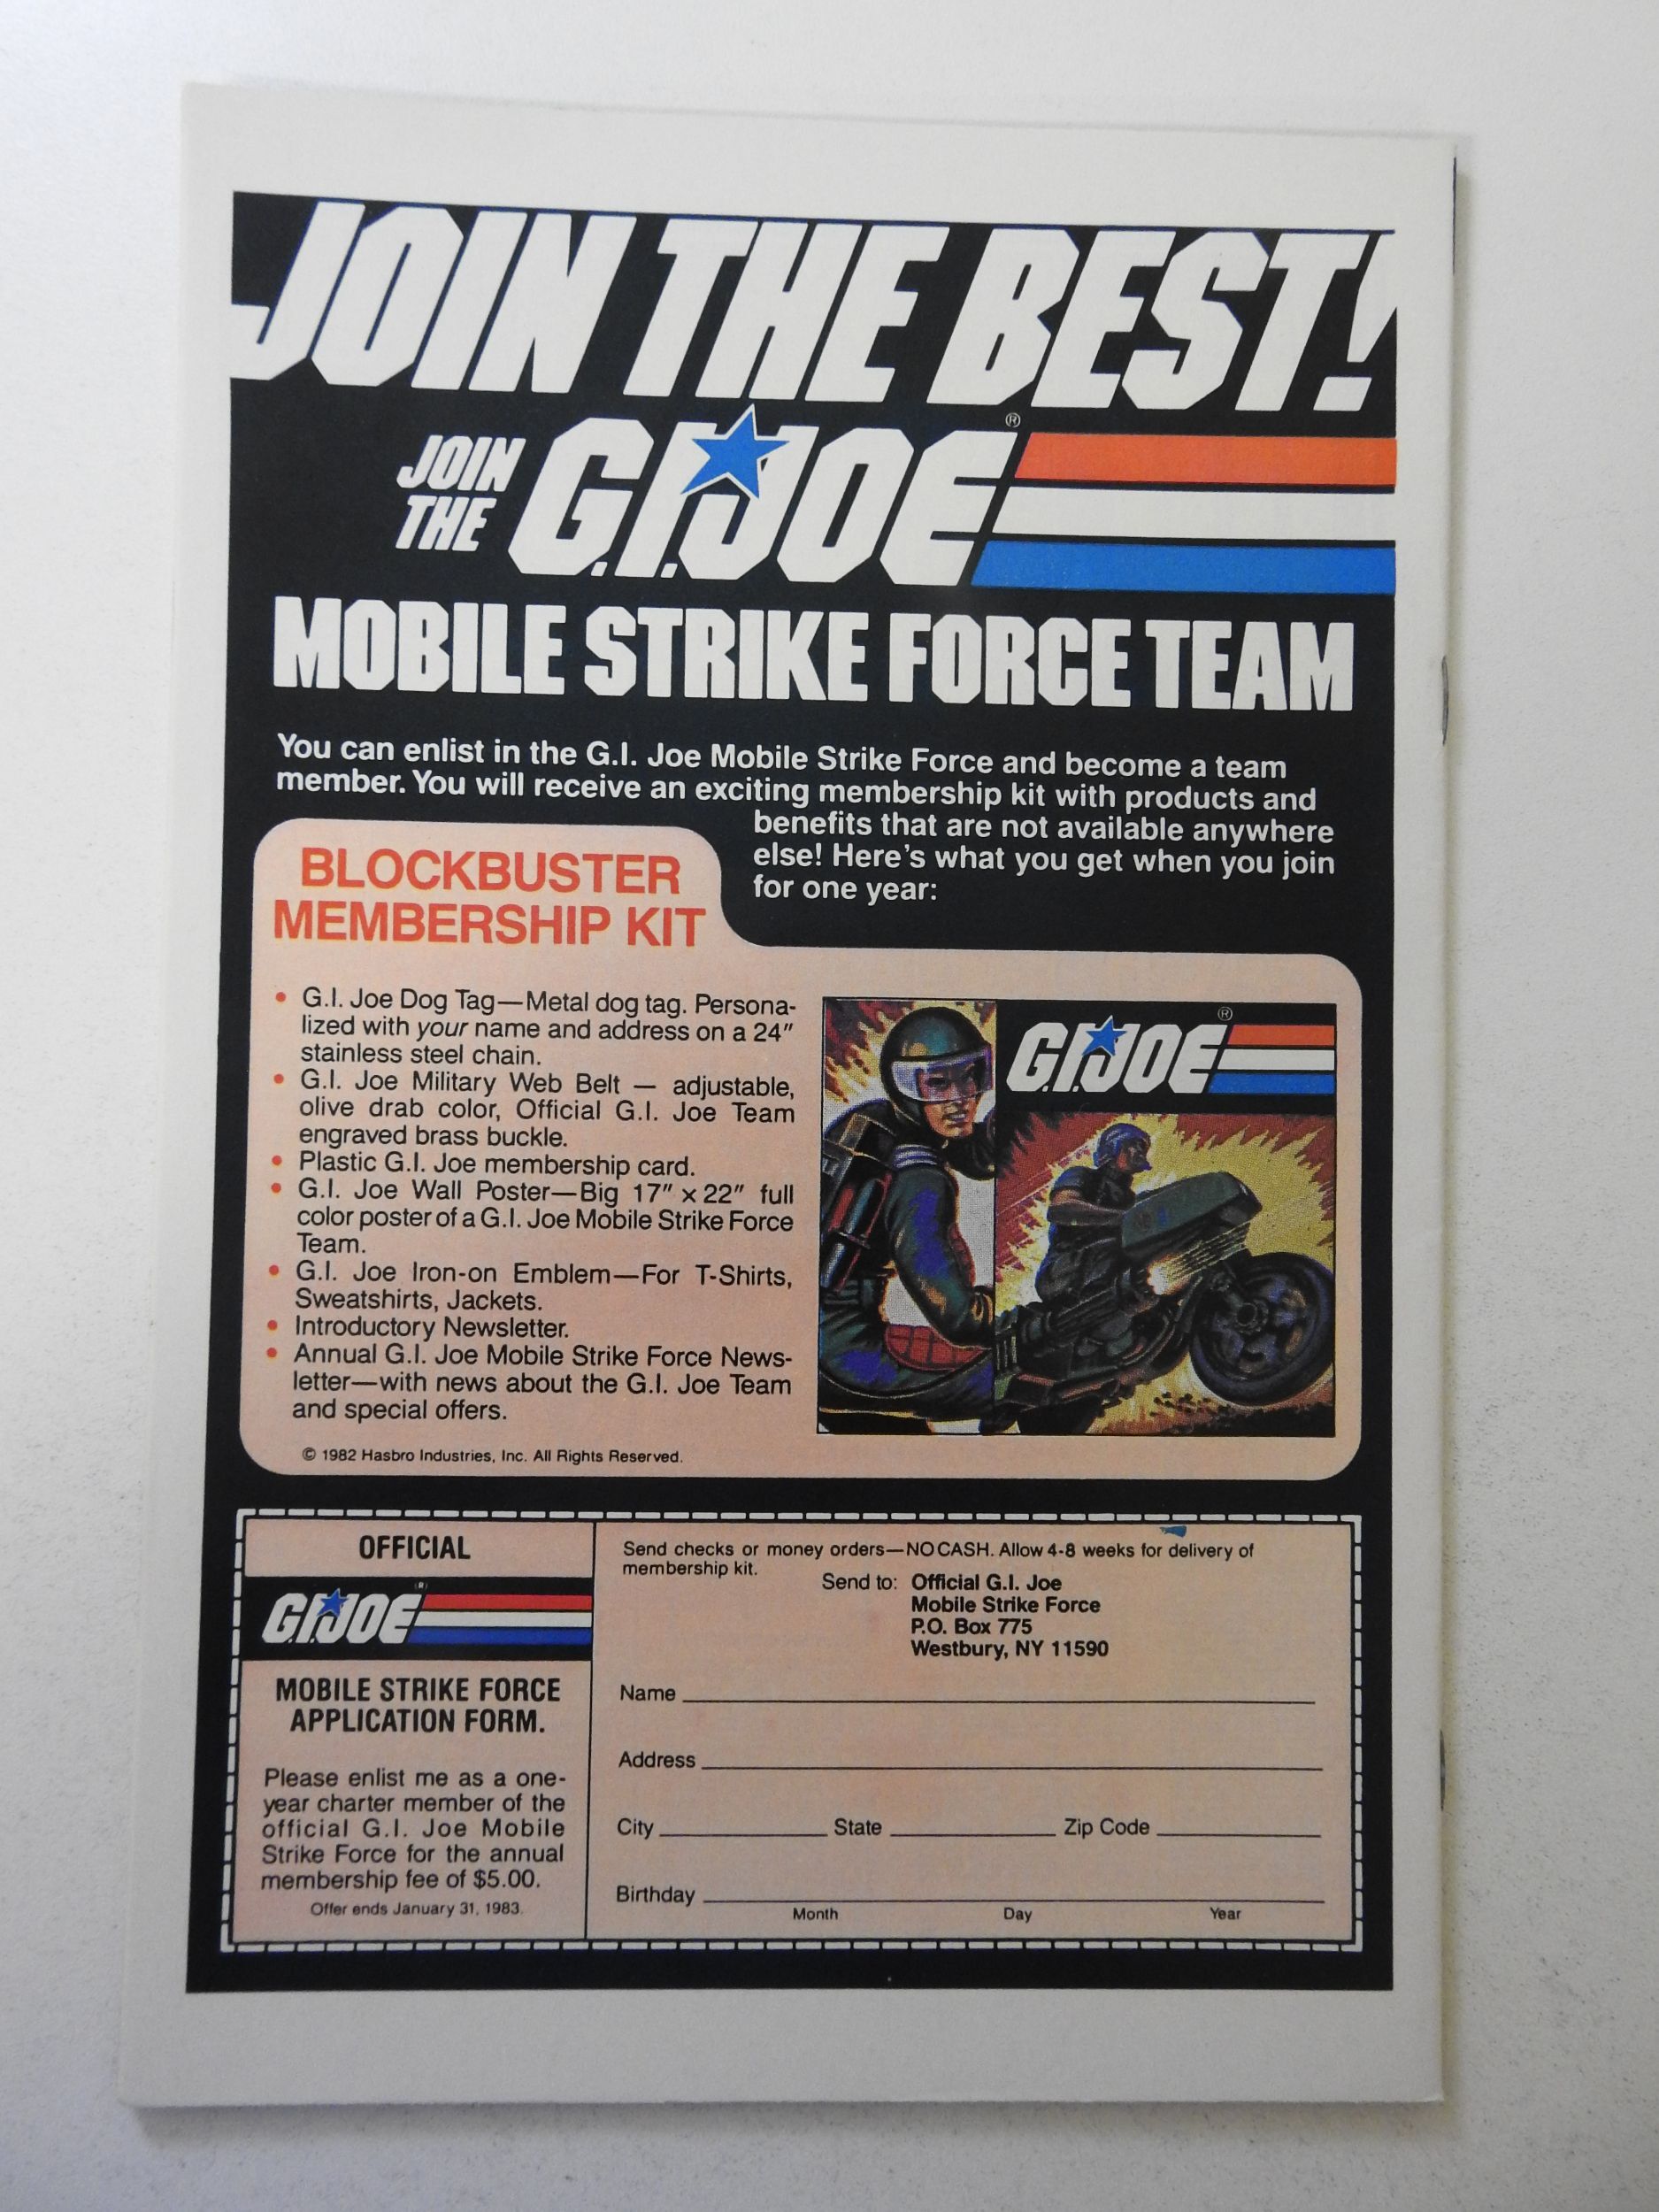 JOIN THE BEST!
JOIN
THE
G.I. JOE®
MOBILE STRIKE FORCE TEAM
You can enlist in the G.I. Joe Mobile Strike Force and become a team
member. You will receive an exciting membership kit with products and
benefits that are not available anywhere
else! Here's what you get when you join
for one year:
BLOCKBUSTER
MEMBERSHIP KIT
• G.I. Joe Dog Tag—Metal dog tag. Persona-
lized with your name and address on a 24"
stainless steel chain.
• G.I. Joe Military Web Belt — adjustable,
olive drab color, Official G.I. Joe Team
engraved brass buckle.
• Plastic G.I. Joe membership card.
• G.I. Joe Wall Poster—Big 17" x 22" full
color poster of a G.I. Joe Mobile Strike Force
Team.
• G.I. Joe Iron-on Emblem—For T-Shirts,
Sweatshirts, Jackets.
• Introductory Newsletter.
• Annual G.I. Joe Mobile Strike Force News-
letter—with news about the G.I. Joe Team
and special offers.
© 1982 Hasbro Industries, Inc. All Rights Reserved.
G.I. JOE®
OFFICIAL
G.I. JOE®
MOBILE STRIKE FORCE
APPLICATION FORM.
Please enlist me as a one-
year charter member of the
official G.I. Joe Mobile
Strike Force for the annual
membership fee of $5.00.
Offer ends January 31, 1983.
Send checks or money orders—NO CASH. Allow 4-8 weeks for delivery of
membership kit.
Send to: Official G.I. Joe
Mobile Strike Force
P.O. Box 775
Westbury, NY 11590
Name
Address
City State Zip Code
Birthday
Month Day Year